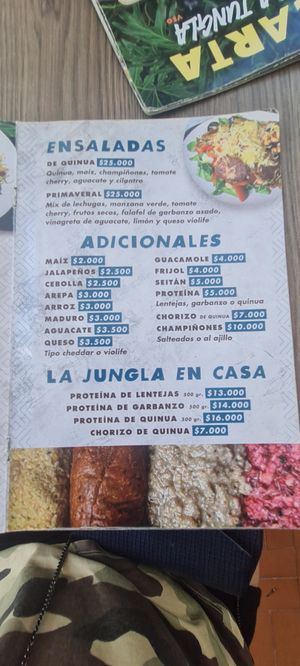 CARTA
LA JUNGLA
VEG
ENSALADAS
DE QUINUA $25.000
Quinua, maíz, champiñones, tomate
cherry, aguacate y cilantro
PRIMAVERAL $25.000
Mix de lechugas, manzana verde, tomate
cherry, frutos secos, falafel de garbanzo asado,
vinagreta de aguacate, limón y queso violife
ADICIONALES
MAÍZ $2.000
JALAPEÑOS $2.500
CEBOLLA $2.500
AREPA $3.000
ARROZ $3.000
MADURO $3.000
AGUACATE $3.500
QUESO $3.500
Tipo cheddar o violife
GUACAMOLE $4.000
FRIJOL $4.000
SEITÁN $5.000
PROTEÍNA $5.000
Lentejas, garbanzo o quinua
CHORIZO DE QUINUA $7.000
CHAMPIÑONES $10.000
Salteados o al ajillo
LA JUNGLA EN CASA
PROTEÍNA DE LENTEJAS 500 gr. $13.000
PROTEÍNA DE GARBANZO 500 gr. $14.000
PROTEÍNA DE QUINUA 500 gr. $16.000
CHORIZO DE QUINUA $7.000